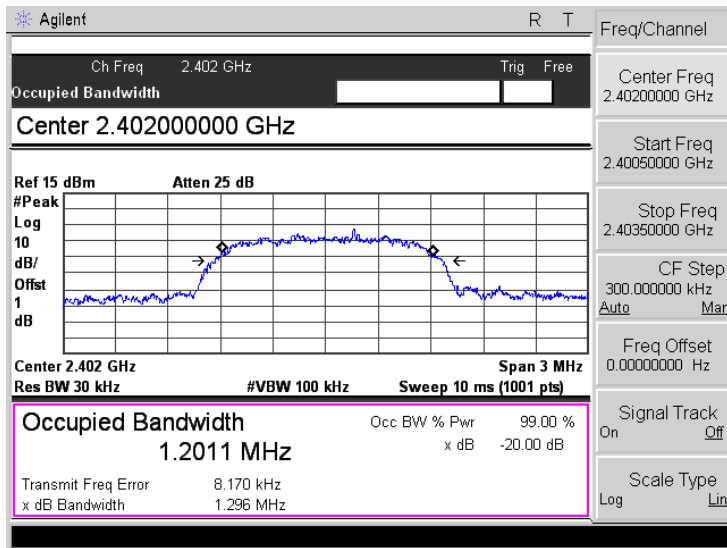 Agilent R T
Ch Freq 2.402 GHz Trig Free
Occupied Bandwidth
Center 2.402000000 GHz
Ref 15 dBm Atten 25 dB
#Peak
Log
10
dB/
Offst
1
dB
Center 2.402 GHz Span 3 MHz
Res BW 30 kHz #VBW 100 kHz Sweep 10 ms (1001 pts)
Occupied Bandwidth Occ BW % Pwr 99.00 %
1.2011 MHz x dB -20.00 dB
Transmit Freq Error 8.170 kHz
x dB Bandwidth 1.296 MHz
Freq/Channel
Center Freq
2.40200000 GHz
Start Freq
2.40050000 GHz
Stop Freq
2.40350000 GHz
CF Step
300.000000 kHz
Auto Mar
Freq Offset
0.00000000 Hz
Signal Track
On Off
Scale Type
Log Lin